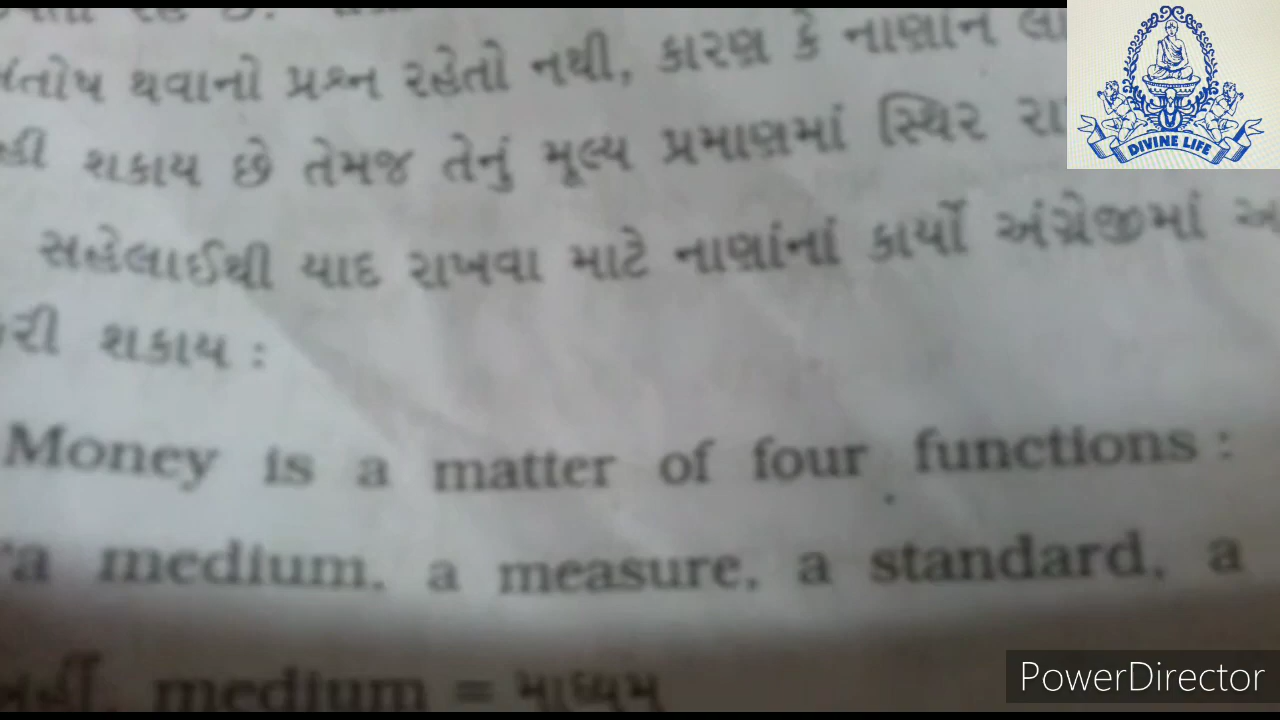 થવાનો પ્રશ્ન રહેતો નથી, કારણ કે નાણાંને
શકાય છે તેમજ તેનું મૂલ્ય પ્રમાણમાં સ્થિર
સહેલાઈથી યાદ રાખવા માટે નાણાંનાં કાર્યો અંગ્રેજીમાં
શકાય :
Money is a matter of four functions :
"a medium, a measure, a standard, a
medium = માધ્યમ
DIVINE LIFE
PowerDirector